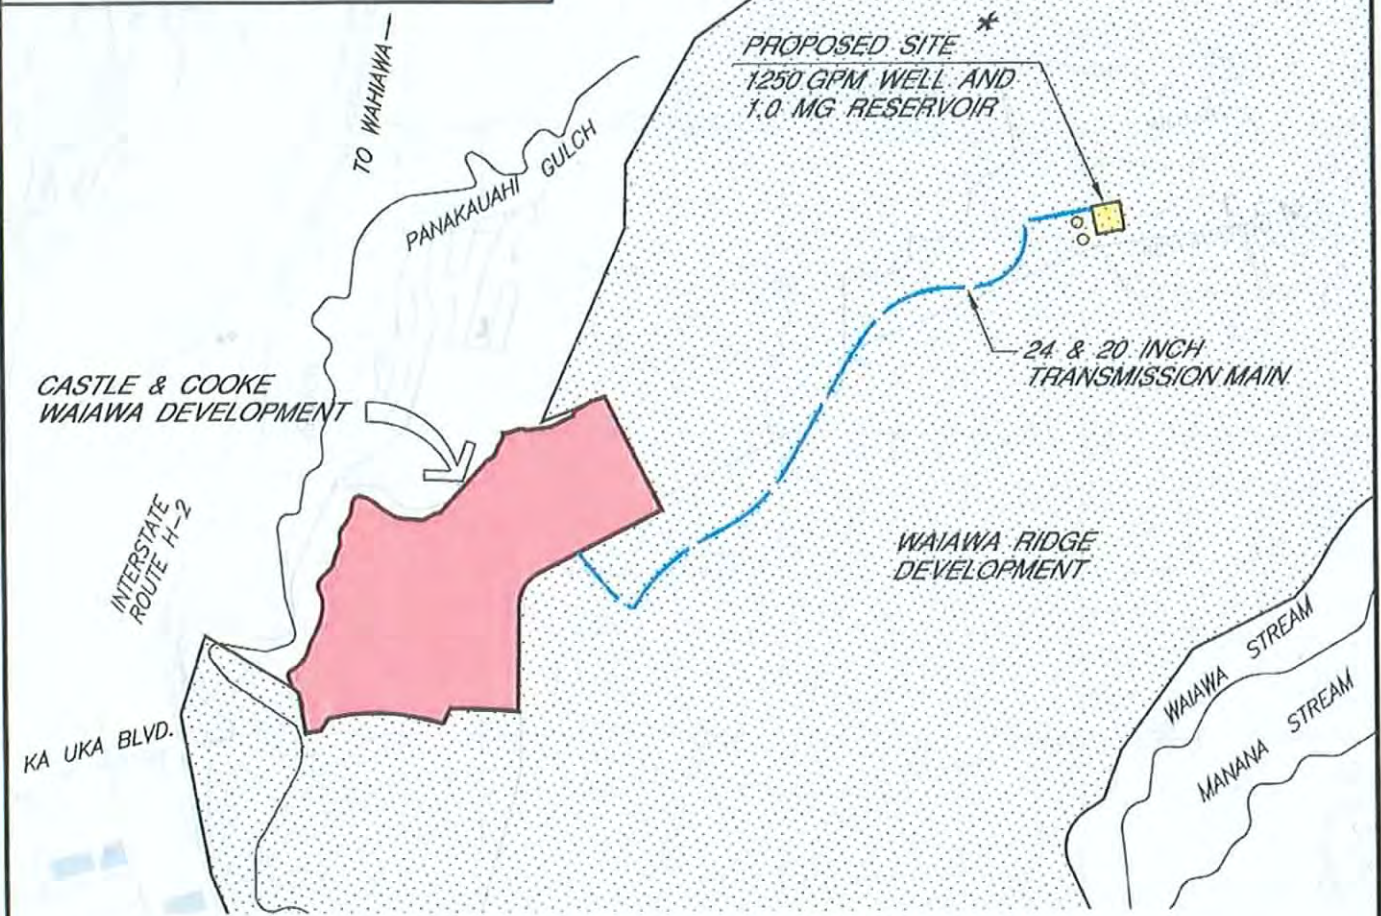 *
PROPOSED SITE
1250 GPM WELL AND
1.0 MG RESERVOIR
TO WAHIAWA
PANAKAUAHI GULCH
24 & 20 INCH
TRANSMISSION MAIN
CASTLE & COOKE
WAIAWA DEVELOPMENT
INTERSTATE
ROUTE H-2
WAIAWA RIDGE
DEVELOPMENT
WAIAWA STREAM
MANANA STREAM
KA UKA BLVD.